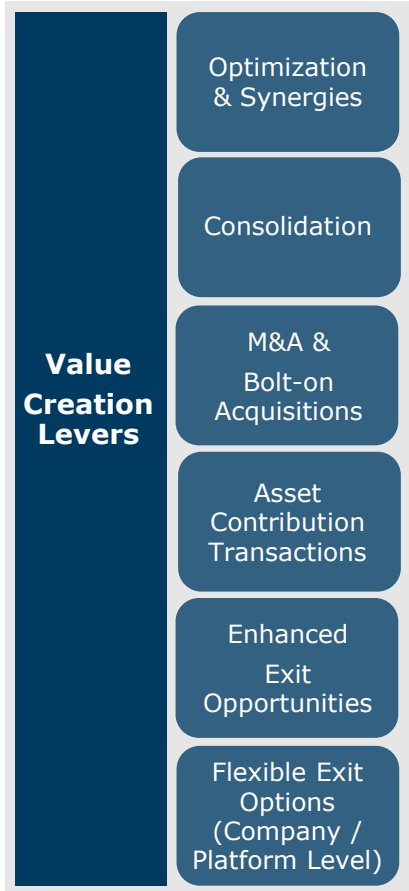 Value
Creation
Levers
Optimization
& Synergies
Consolidation
M&A &
Bolt-on
Acquisitions
Asset
Contribution
Transactions
Enhanced
Exit
Opportunities
Flexible Exit
Options
(Company /
Platform Level)